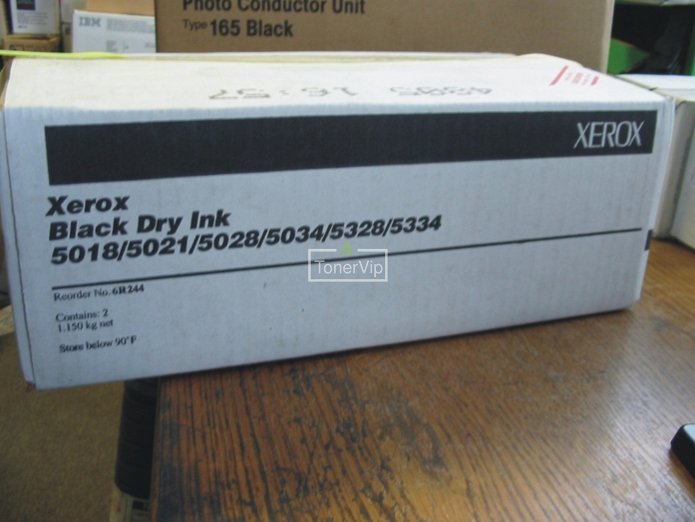 Photo Conductor Unit
Type 165 Black
IBM
XEROX
Xerox
Black Dry Ink
5018/5021/5028/5034/5328/5334
TonerVip
Reorder No. 6R244
Contains: 2
1.150 kg net
Store below 90°F